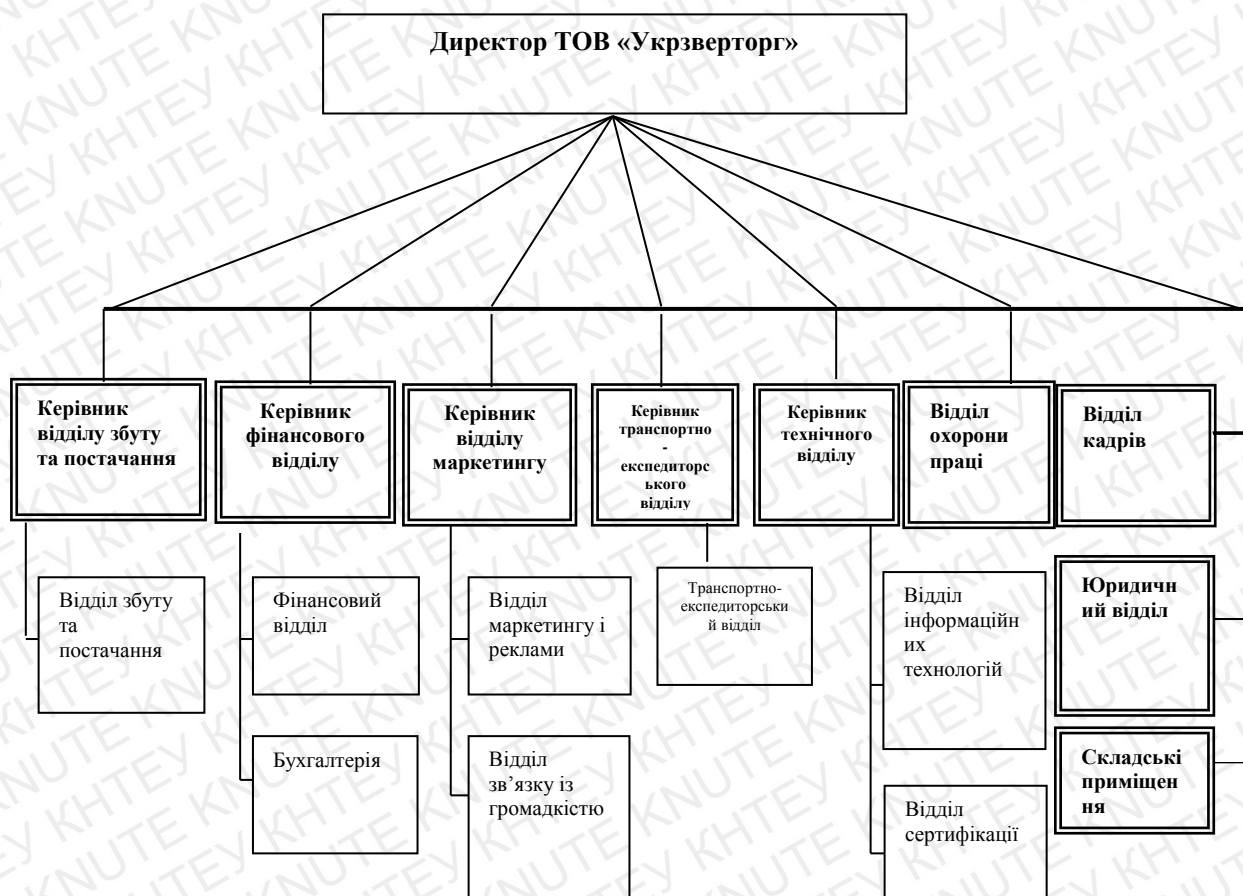 Директор ТОВ «Укрзверторг»
Керівник
відділу збуту
та постачання
Керівник
фінансового
відділу
Керівник
відділу
маркетингу
Керівник
транспортно
-
експедиторс
ького
відділу
Керівник
технічного
відділу
Відділ
охорони
праці
Відділ
кадрів
Відділ збуту
та
постачання
Фінансовий
відділ
Відділ
маркетингу і
реклами
Транспортно-
експедиторськи
й відділ
Відділ
інформаційн
их
технологій
Юридичн
ий відділ
Бухгалтерія
Відділ
зв’язку із
громадкістю
Відділ
сертифікації
Складські
приміщен
ня